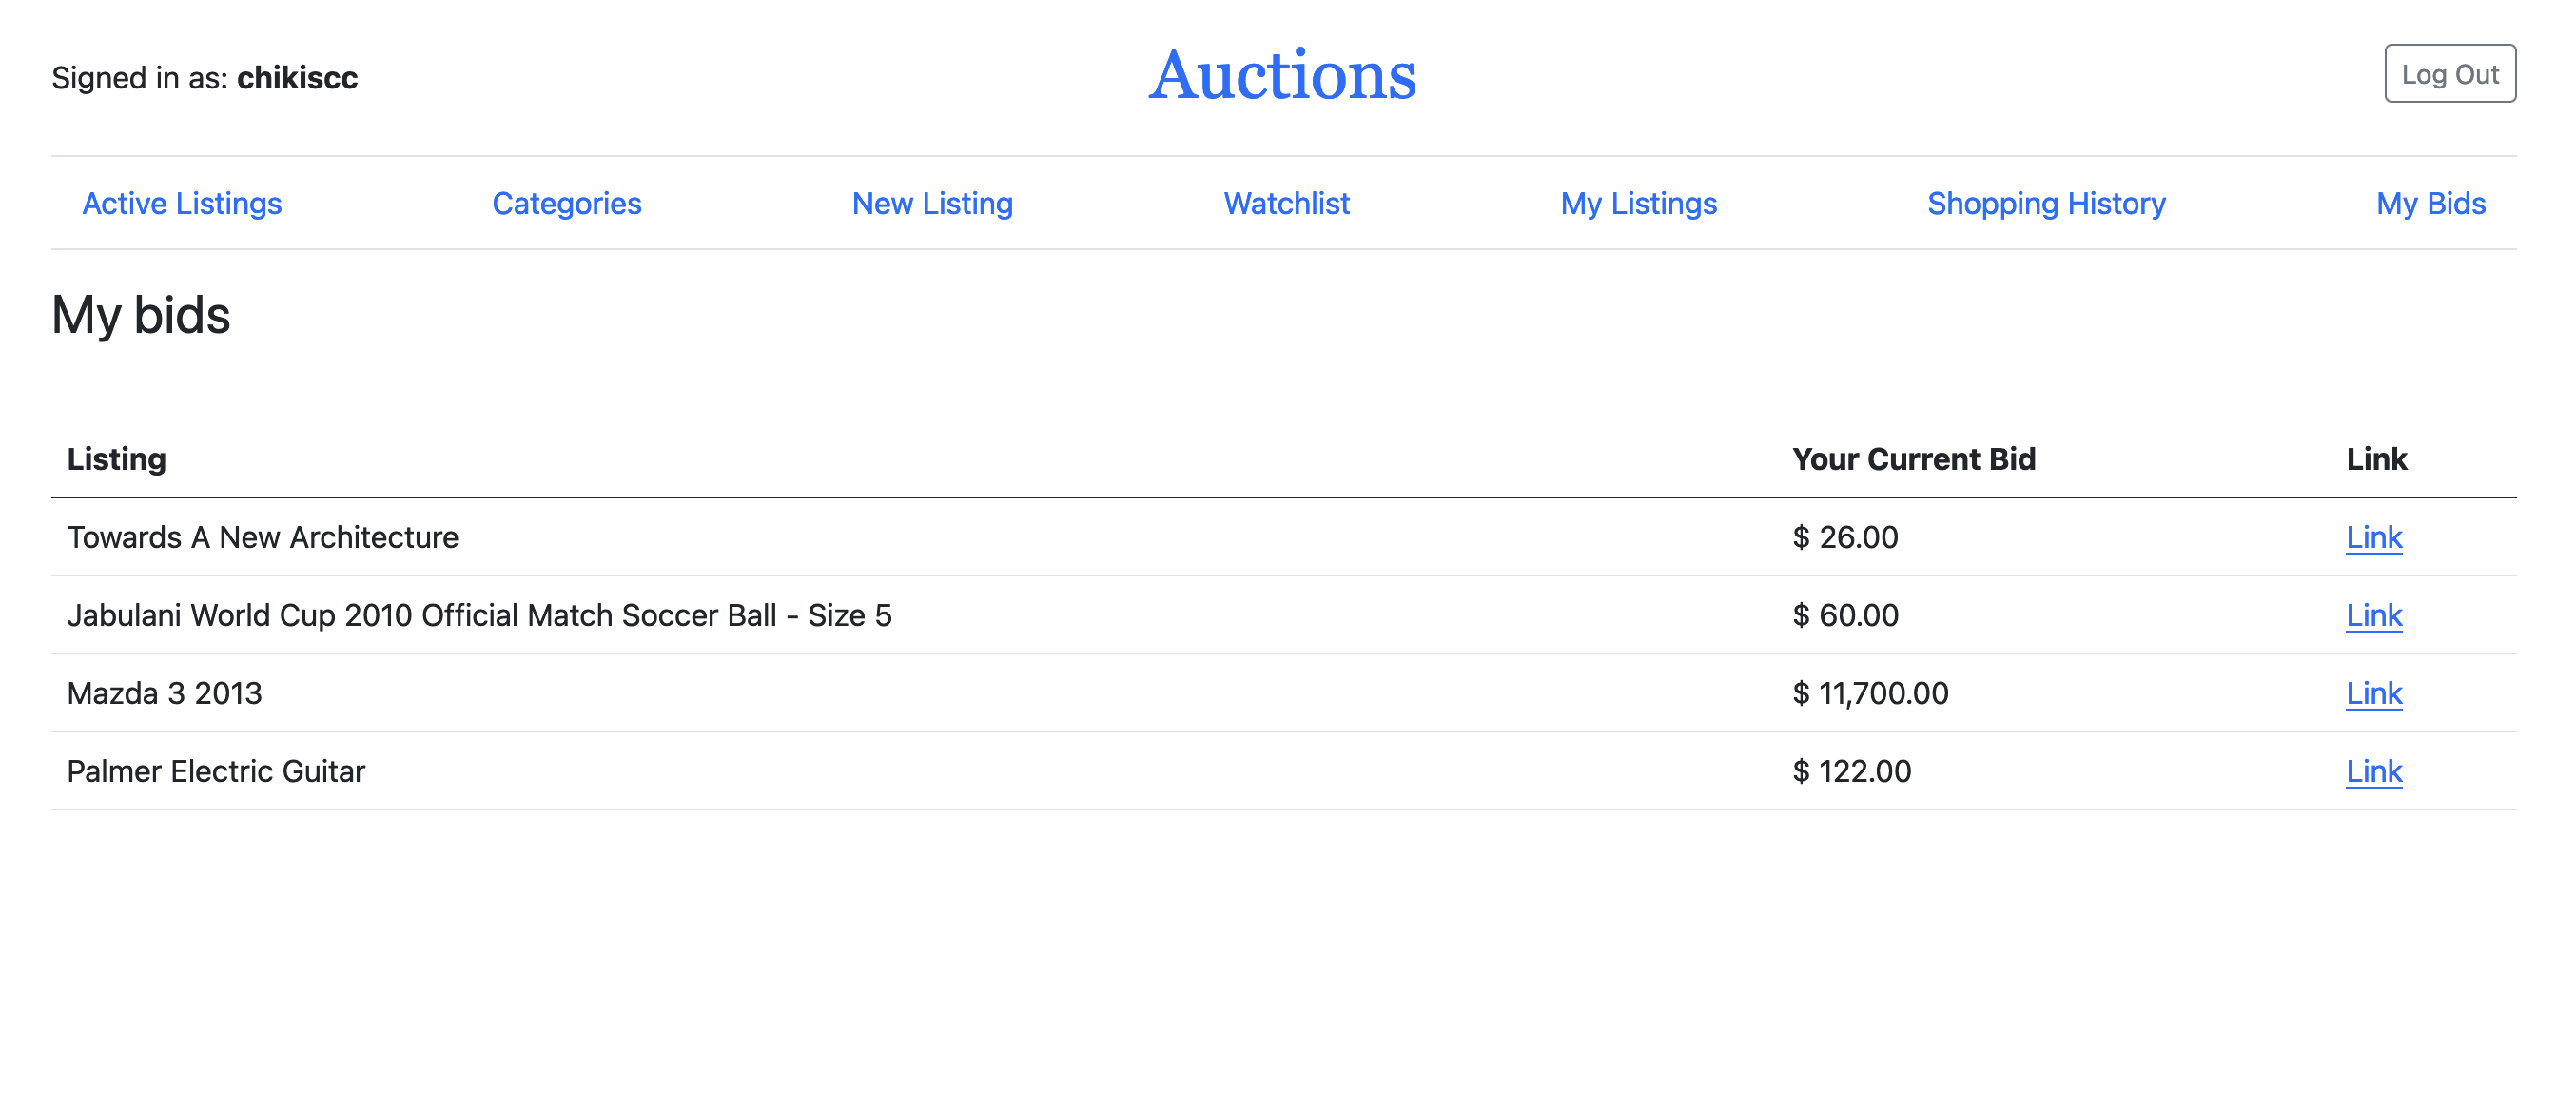 Signed in as: chikiscc
Auctions
Log Out
Active Listings Categories New Listing Watchlist My Listings Shopping History My Bids
My bids
Listing Your Current Bid Link
Towards A New Architecture $ 26.00 Link
Jabulani World Cup 2010 Official Match Soccer Ball - Size 5 $ 60.00 Link
Mazda 3 2013 $ 11,700.00 Link
Palmer Electric Guitar $ 122.00 Link